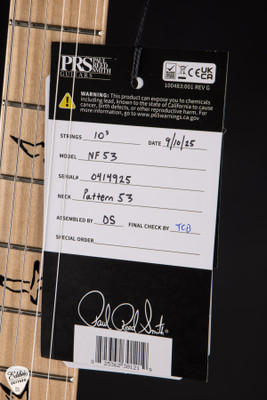 PRS PAUL REED SMITH
GUITARS
UK CA
100483:001 REV G
WARNING: This product can expose you to chemicals including lead, known to the state of California to cause cancer, birth defects, or other reproductive harm. For more information, go to www.p65warnings.ca.gov
STRINGS 10s DATE 9/10/25
MODEL NF 53
SERIAL# 0414925
NECK Pattern 53
ASSEMBLED BY DS FINAL CHECK BY TCB
SPECIAL ORDER
Paul Reed Smith